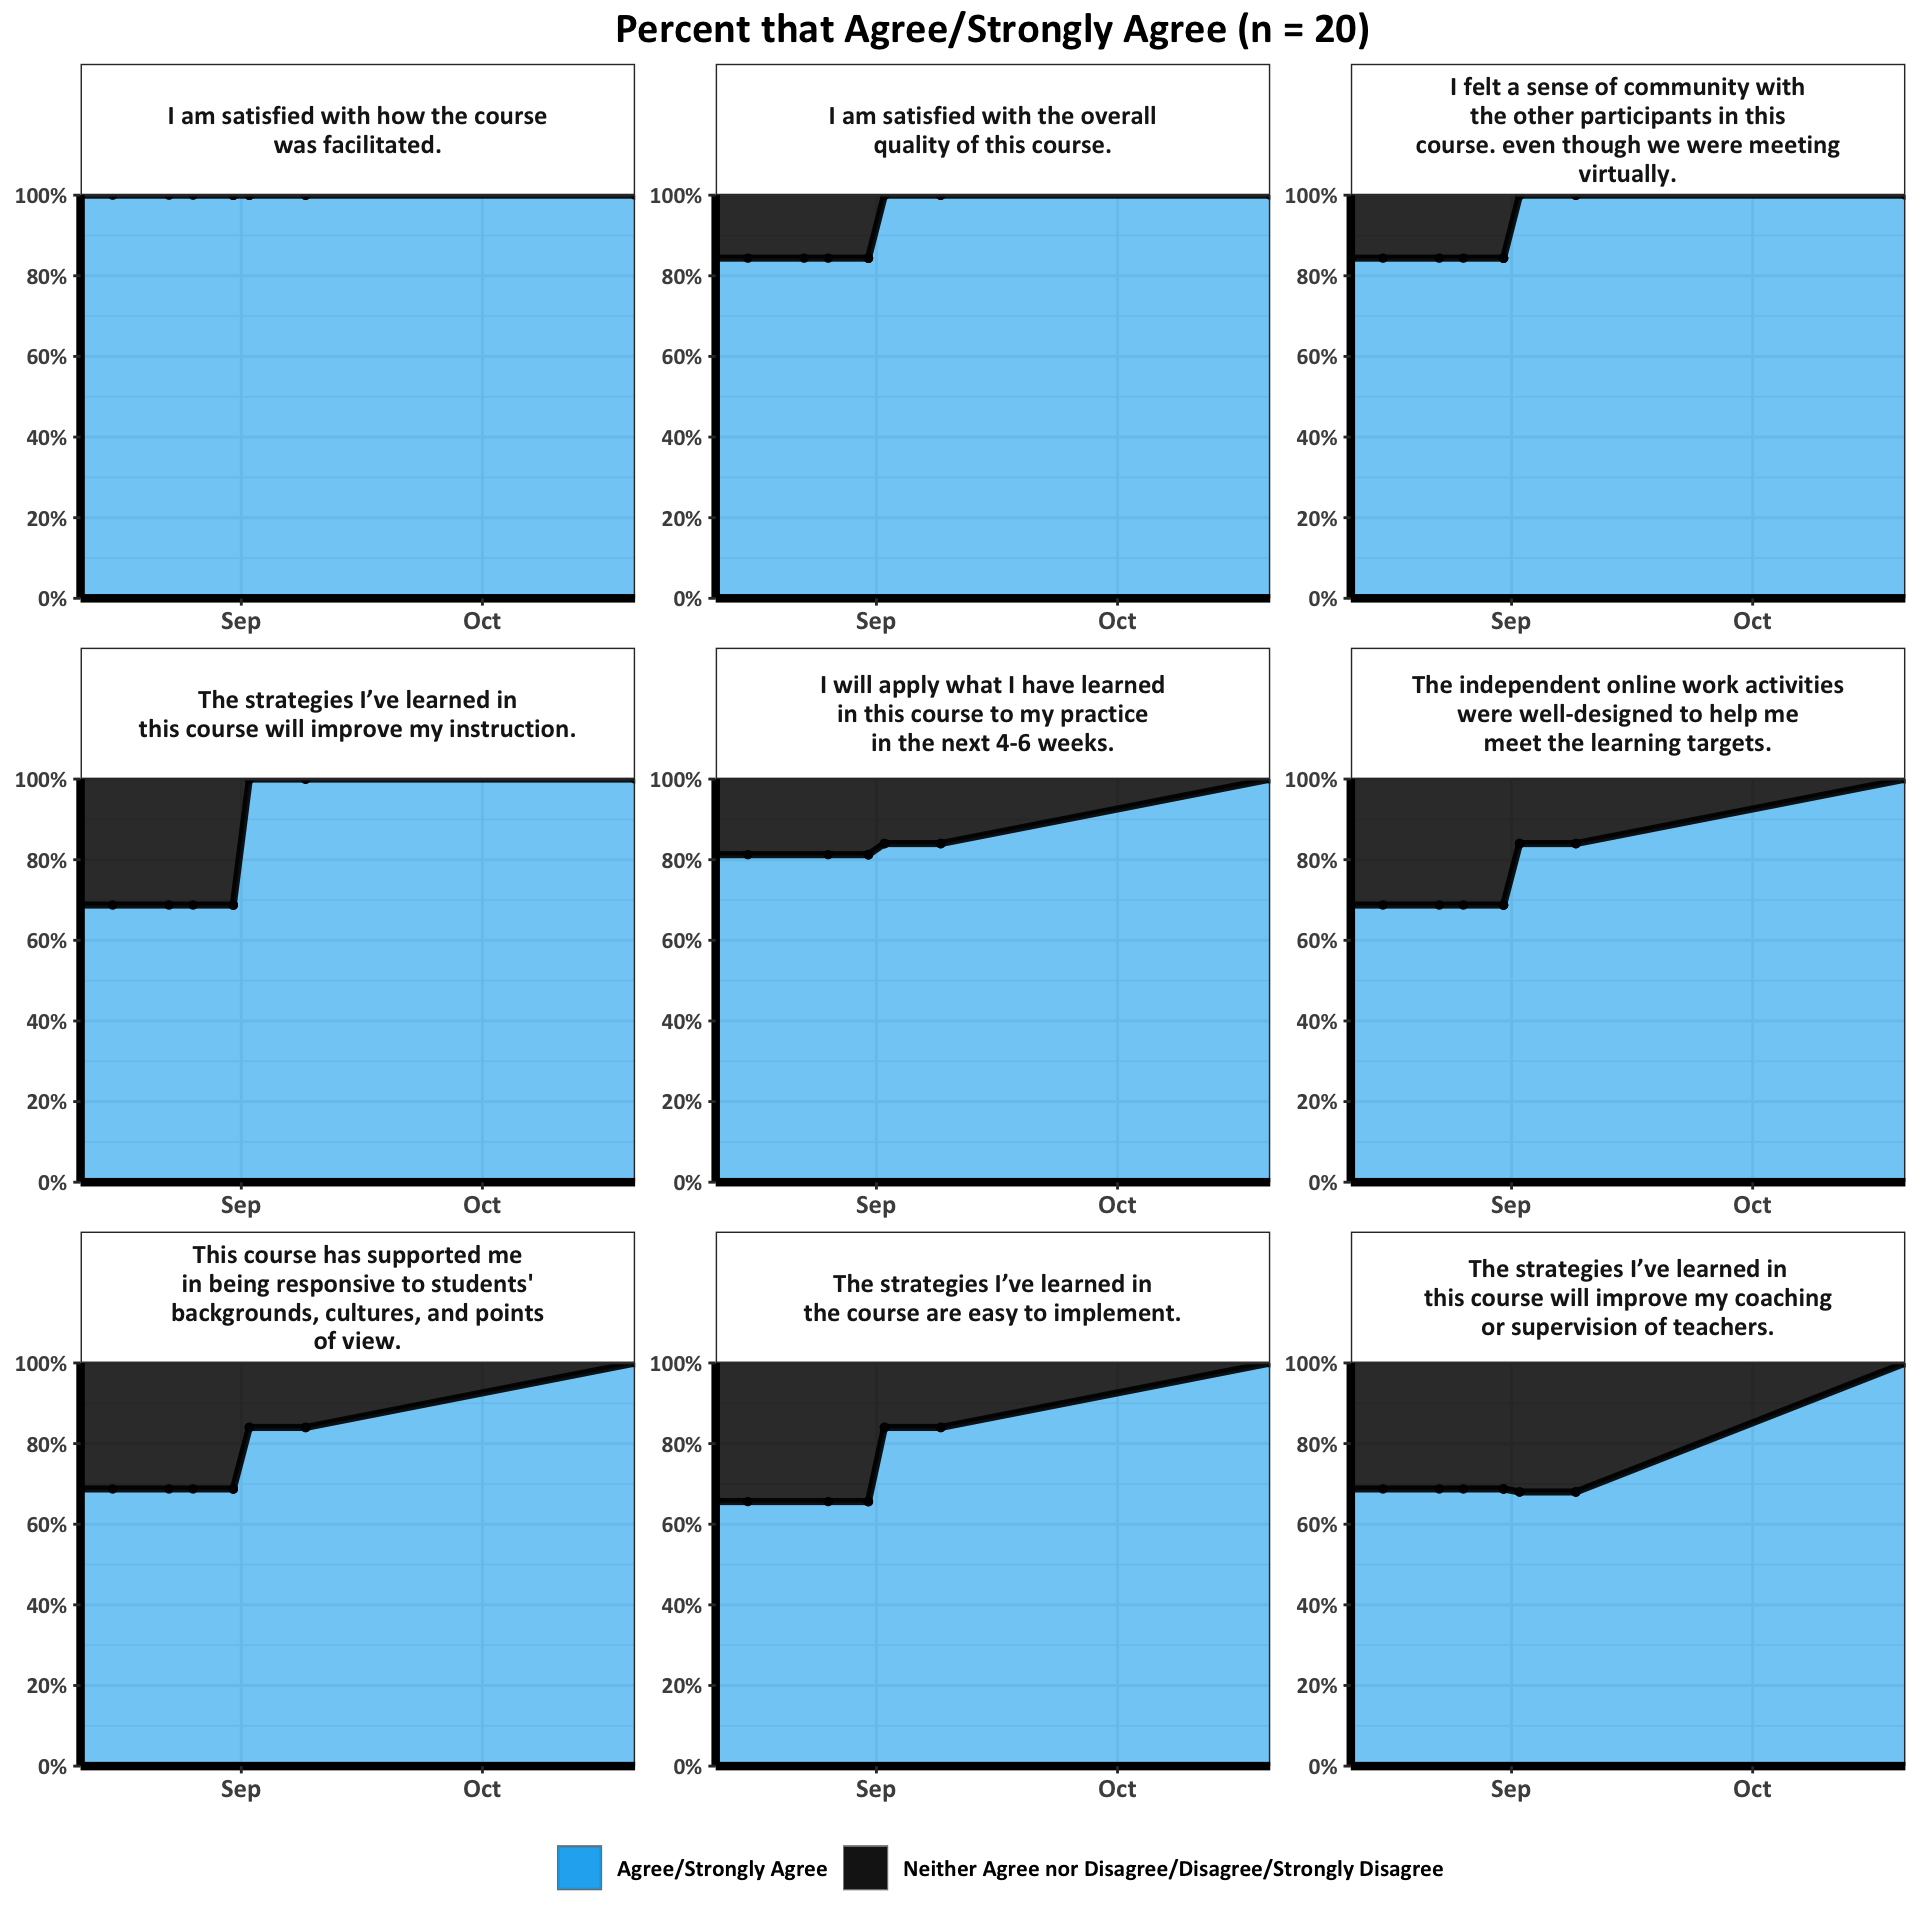 Percent that Agree/Strongly Agree (n = 20)
I am satisfied with how the course
was facilitated.
100%
80%
60%
40%
20%
0%
Sep
Oct
I am satisfied with the overall
quality of this course.
100%
80%
60%
40%
20%
0%
Sep
Oct
I felt a sense of community with
the other participants in this
course. even though we were meeting
virtually.
100%
80%
60%
40%
20%
0%
Sep
Oct
The strategies I’ve learned in
this course will improve my instruction.
100%
80%
60%
40%
20%
0%
Sep
Oct
I will apply what I have learned
in this course to my practice
in the next 4-6 weeks.
100%
80%
60%
40%
20%
0%
Sep
Oct
The independent online work activities
were well-designed to help me
meet the learning targets.
100%
80%
60%
40%
20%
0%
Sep
Oct
This course has supported me
in being responsive to students'
backgrounds, cultures, and points
of view.
100%
80%
60%
40%
20%
0%
Sep
Oct
The strategies I’ve learned in
the course are easy to implement.
100%
80%
60%
40%
20%
0%
Sep
Oct
The strategies I’ve learned in
this course will improve my coaching
or supervision of teachers.
100%
80%
60%
40%
20%
0%
Sep
Oct
Agree/Strongly Agree
Neither Agree nor Disagree/Disagree/Strongly Disagree